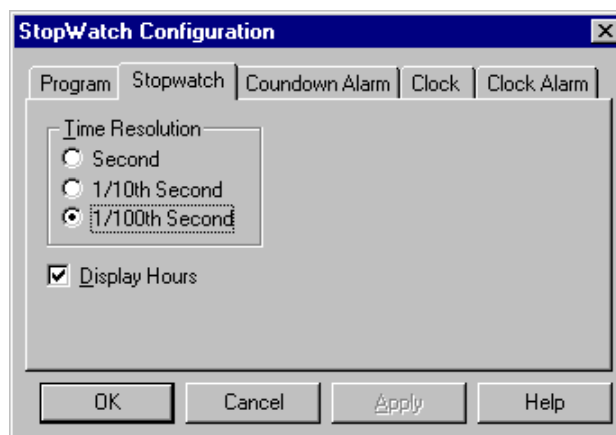 StopWatch Configuration
Program Stopwatch Coundown Alarm Clock Clock Alarm
Time Resolution
Second
1/10th Second
1/100th Second
Display Hours
OK Cancel Apply Help